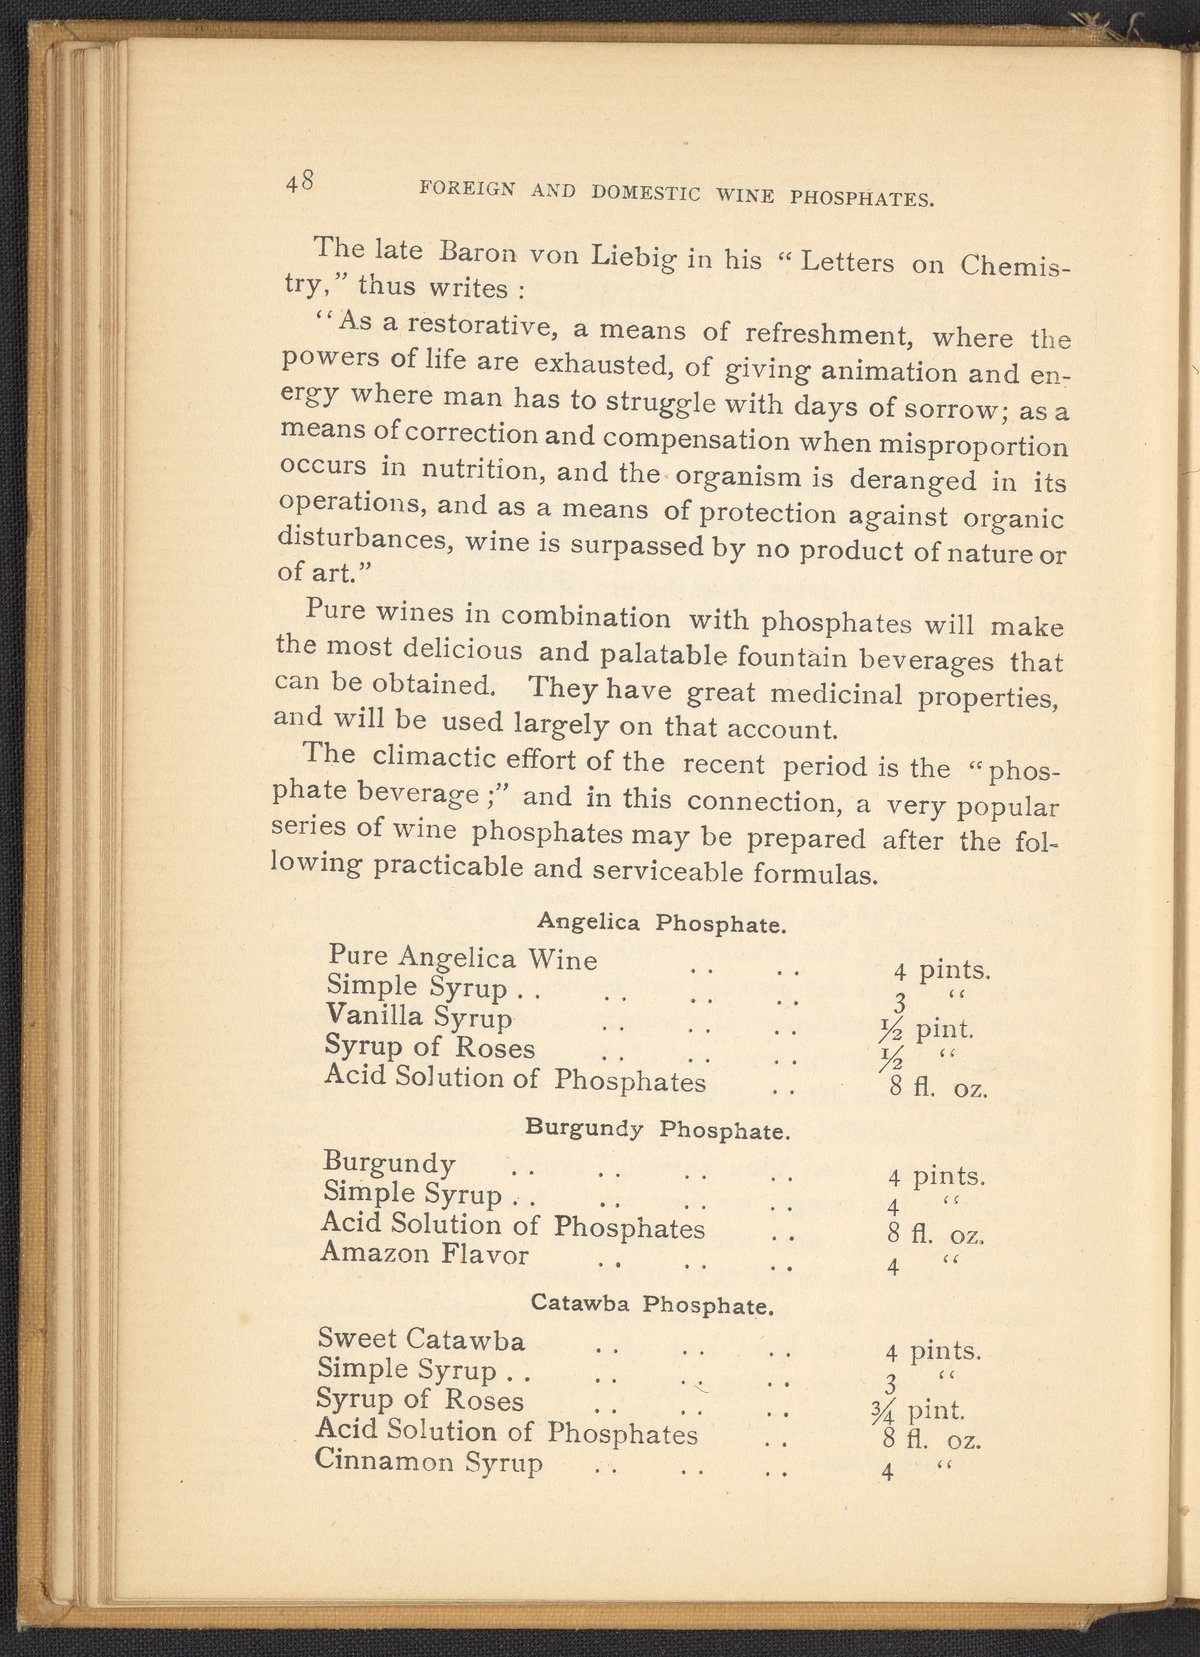 48 FOREIGN AND DOMESTIC WINE PHOSPHATES.
The late Baron von Liebig in his “ Letters on Chemis-
try,” thus writes :
“As a restorative, a means of refreshment, where the
powers of life are exhausted, of giving animation and en-
ergy where man has to struggle with days of sorrow; as a
means of correction and compensation when misproportion
occurs in nutrition, and the organism is deranged in its
operations, and as a means of protection against organic
disturbances, wine is surpassed by no product of nature or
of art.”
Pure wines in combination with phosphates will make
the most delicious and palatable fountain beverages that
can be obtained. They have great medicinal properties,
and will be used largely on that account.
The climactic effort of the recent period is the “phos-
phate beverage ;” and in this connection, a very popular
series of wine phosphates may be prepared after the fol-
lowing practicable and serviceable formulas.
Angelica Phosphate.
Pure Angelica Wine .. .. 4 pints.
Simple Syrup .. .. .. .. 3 “
Vanilla Syrup .. .. .. ½ pint.
Syrup of Roses .. .. .. ½ “
Acid Solution of Phosphates .. 8 fl. oz.
Burgundy Phosphate.
Burgundy .. .. .. .. 4 pints.
Simple Syrup .. .. .. .. 4 “
Acid Solution of Phosphates .. 8 fl. oz.
Amazon Flavor .. .. .. 4 “
Catawba Phosphate.
Sweet Catawba .. .. .. 4 pints.
Simple Syrup .. .. .. .. 3 “
Syrup of Roses .. .. .. ¾ pint.
Acid Solution of Phosphates .. 8 fl. oz.
Cinnamon Syrup .. .. .. 4 “